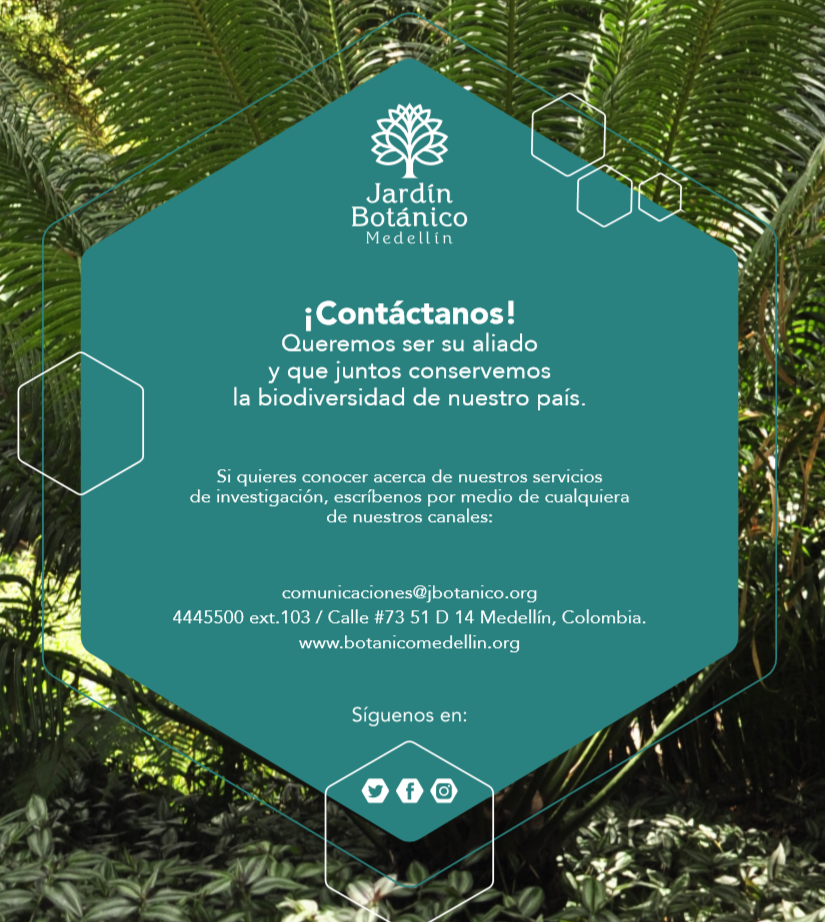 Jardín
Botánico
Medellín
¡Contáctanos!
Queremos ser su aliado
y que juntos conservemos
la biodiversidad de nuestro país.
Si quieres conocer acerca de nuestros servicios
de investigación, escríbenos por medio de cualquiera
de nuestros canales:
comunicaciones@jbotanico.org
4445500 ext.103 / Calle #73 51 D 14 Medellín, Colombia.
www.botanicomedellin.org
Síguenos en: